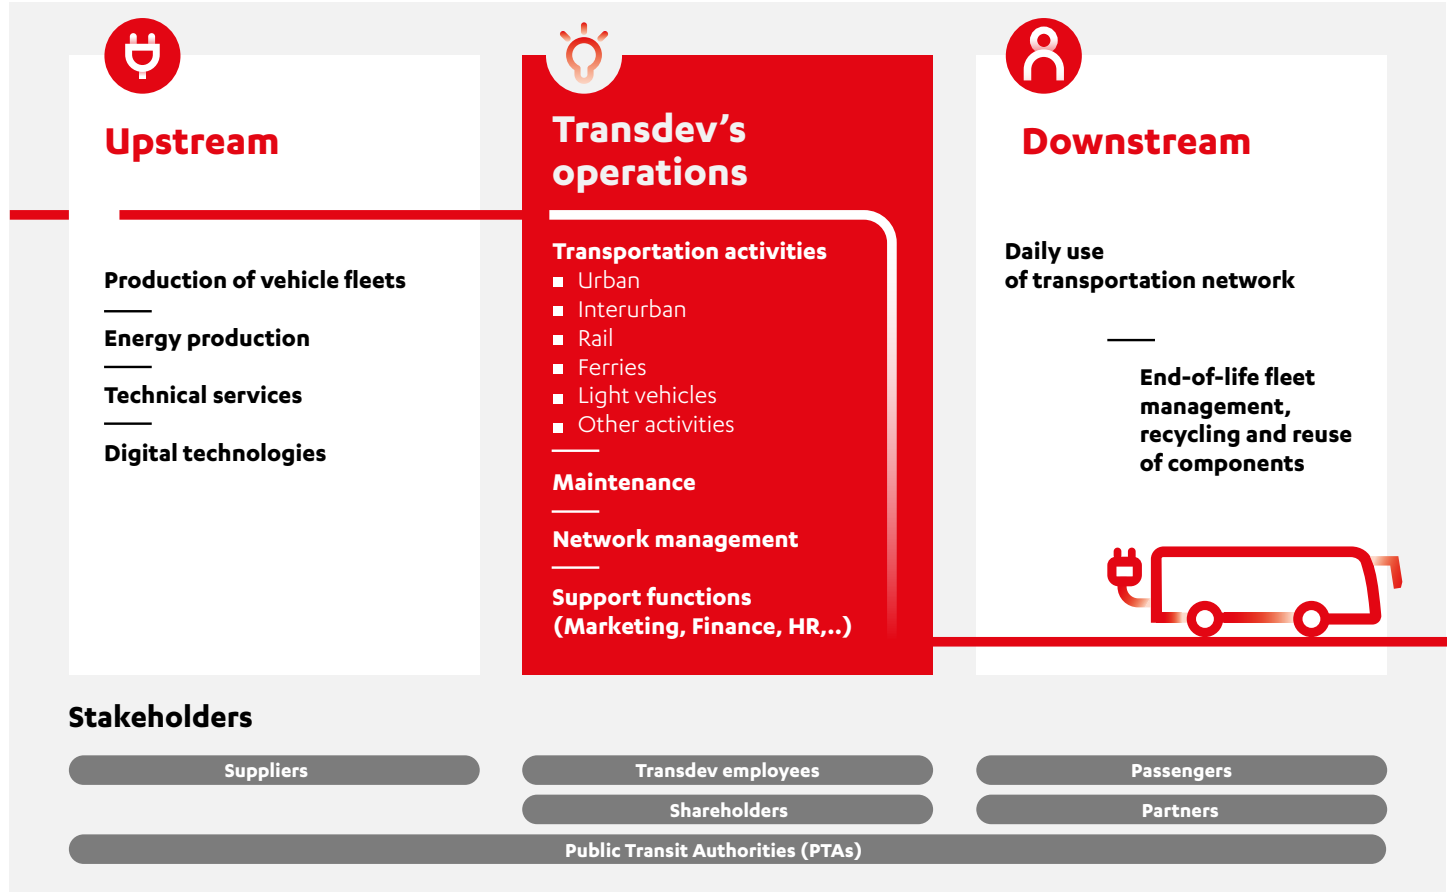 Upstream
Production of vehicle fleets
Energy production
Technical services
Digital technologies
Transdev’s
operations
Transportation activities
Urban
Interurban
Rail
Ferries
Light vehicles
Other activities
Maintenance
Network management
Support functions
(Marketing, Finance, HR,..)
Downstream
Daily use
of transportation network
End-of-life fleet
management,
recycling and reuse
of components
Stakeholders
Suppliers
Transdev employees
Passengers
Shareholders
Partners
Public Transit Authorities (PTAs)